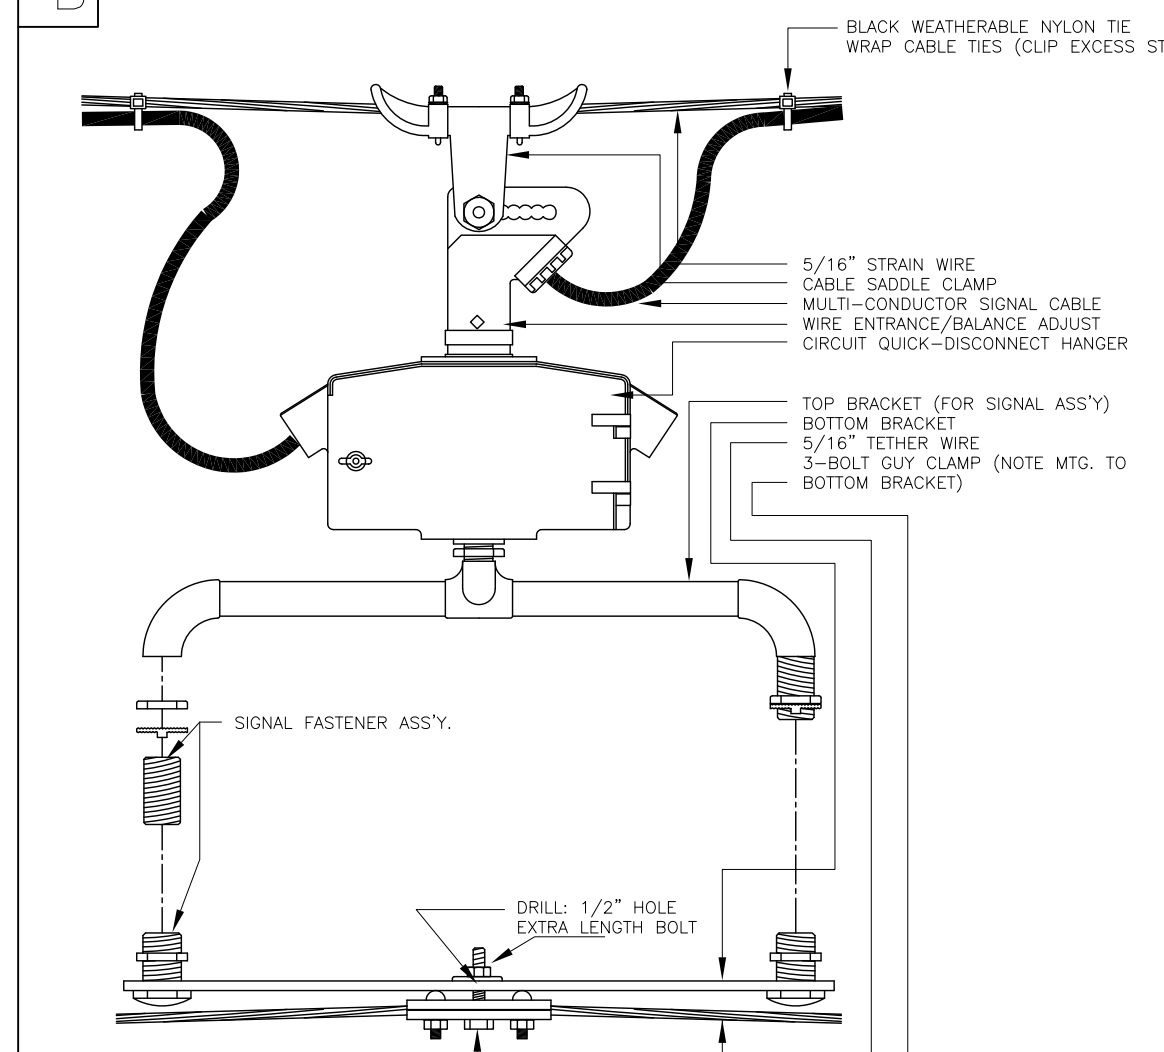 BLACK WEATHERABLE NYLON TIE
WRAP CABLE TIES (CLIP EXCESS
5/16" STRAIN WIRE
CABLE SADDLE CLAMP
MULTI-CONDUCTOR SIGNAL CABLE
WIRE ENTRANCE/BALANCE ADJUST
CIRCUIT QUICK-DISCONNECT HANGER
TOP BRACKET (FOR SIGNAL ASS'Y)
BOTTOM BRACKET
5/16" TETHER WIRE
3-BOLT GUY CLAMP (NOTE MTG. TO
BOTTOM BRACKET)
SIGNAL FASTENER ASS'Y.
DRILL: 1/2" HOLE
EXTRA LENGTH BOLT